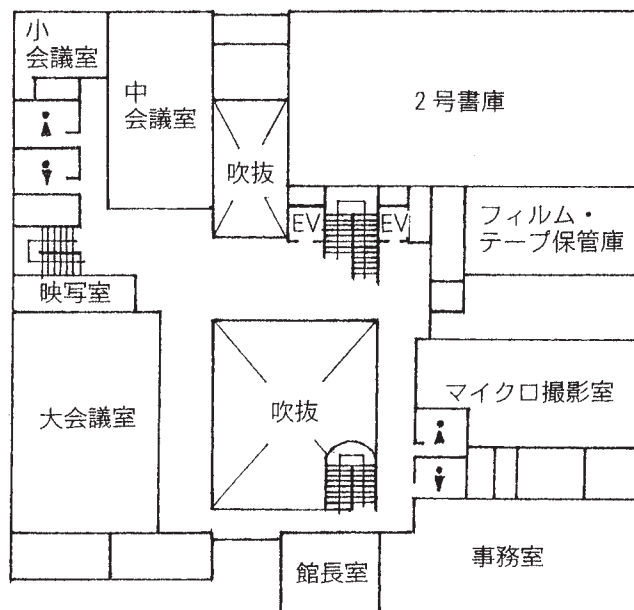 小
会議室
中
会議室
2号書庫
吹抜
EV
EV
フィルム・
テープ保管庫
映写室
大会議室
吹抜
マイクロ撮影室
館長室
事務室